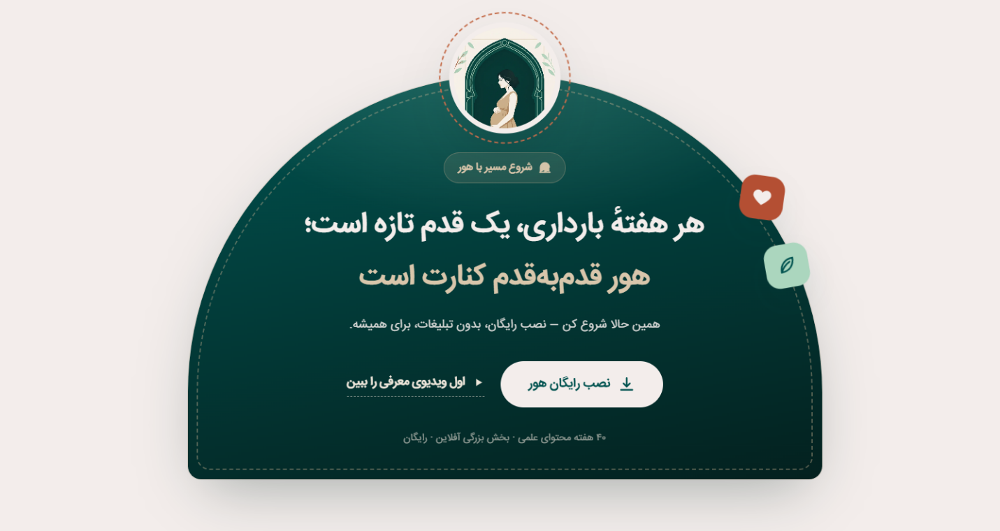 شروع مسیر با هور
هر هفتهٔ بارداری، یک قدم تازه است؛
هور قدم‌به‌قدم کنارت است
همین حالا شروع کن — نصب رایگان، بدون تبلیغات، برای همیشه.
نصب رایگان هور
اول ویدیوی معرفی را ببین
۴۰ هفته محتوای علمی · بخش بزرگی آفلاین · رایگان